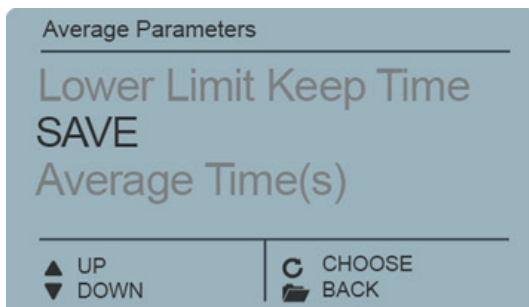 Average Parameters
Lower Limit Keep Time
SAVE
Average Time(s)
UP
DOWN
CHOOSE
BACK